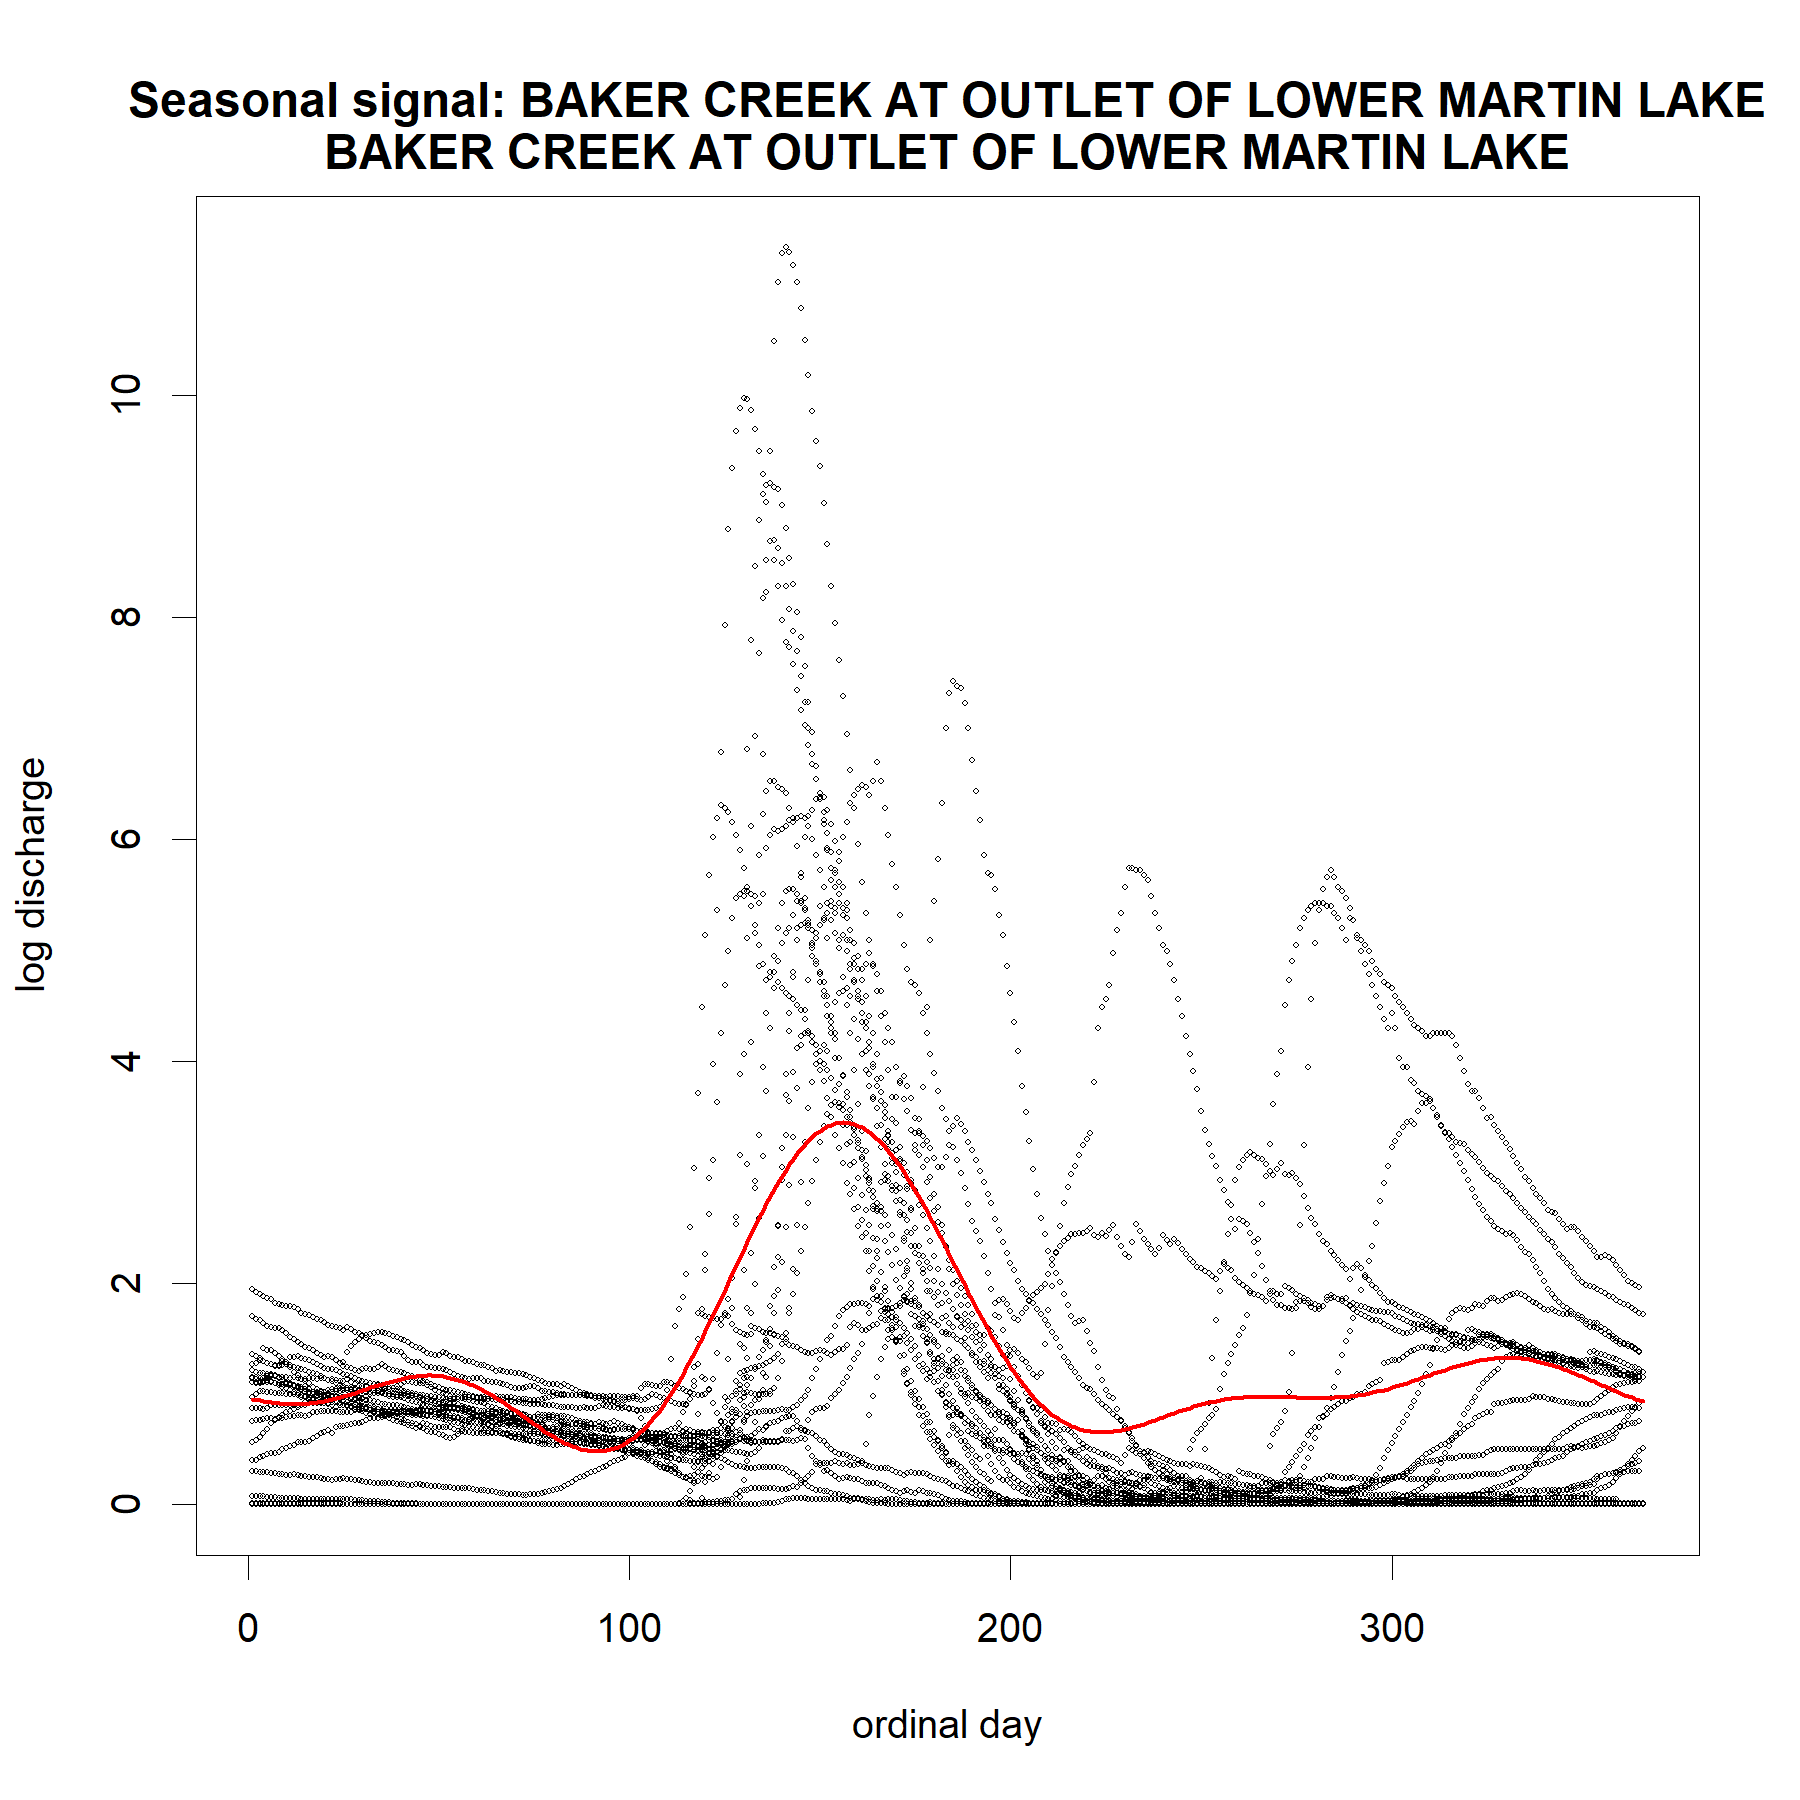 Seasonal signal: BAKER CREEK AT OUTLET OF LOWER MARTIN LAKE
BAKER CREEK AT OUTLET OF LOWER MARTIN LAKE
log discharge
10
8
6
4
2
0
0 100 200 300
ordinal day